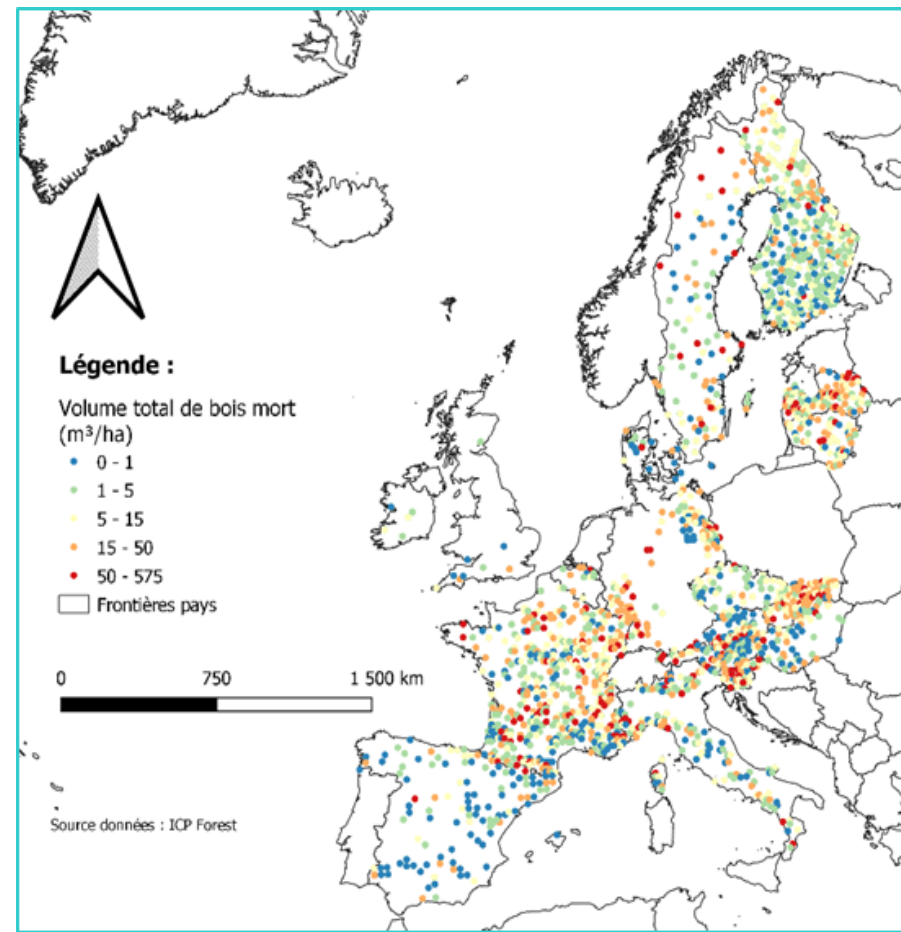 Légende :
Volume total de bois mort
(m³/ha)
0 - 1
1 - 5
5 - 15
15 - 50
50 - 575
Frontières pays
0 750 1 500 km
Source données : ICP Forest